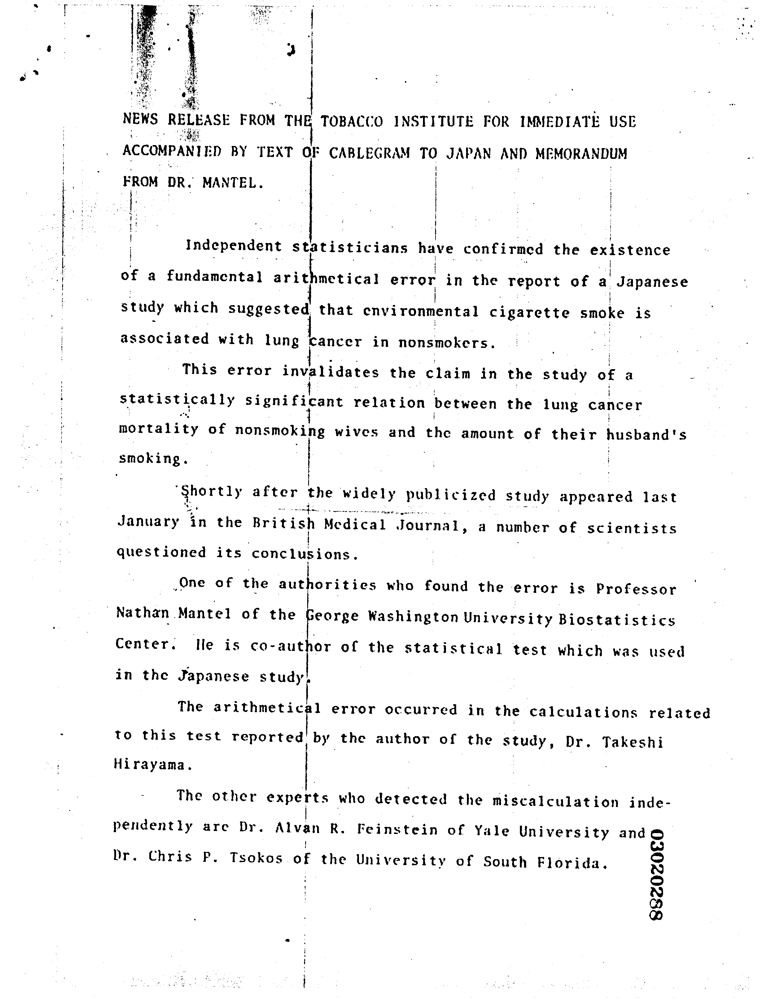 NEWS RELEASE FROM THE TOBACCO INSTITUTE FOR IMMEDIATE USE
ACCOMPANIED BY TEXT OF CABLEGRAM TO JAPAN AND MEMORANDUM
FROM DR. MANTEL.
Independent statisticians have confirmed the existence
of a fundamental arithmetical error in the report of a Japanese
study which suggested that environmental cigarette smoke is
associated with lung cancer in nonsmokers.
This error invalidates the claim in the study of a
statistically significant relation between the lung cancer
mortality of nonsmoking wives and the amount of their husband's
smoking.
Shortly after the widely publicized study appeared last
January in the British Medical Journal, a number of scientists
questioned its conclusions.
One of the authorities who found the error is Professor
Nathan Mantel of the George Washington University Biostatistics
Center. He is co-author of the statistical test which was used
in the Japanese study.
The arithmetical error occurred in the calculations related
to this test reported by the author of the study, Dr. Takeshi
Hirayama.
The other experts who detected the miscalculation inde-
pendently are Dr. Alvan R. Feinstein of Yale University and
Dr. Chris P. Tsokos of the University of South Florida.
03020288